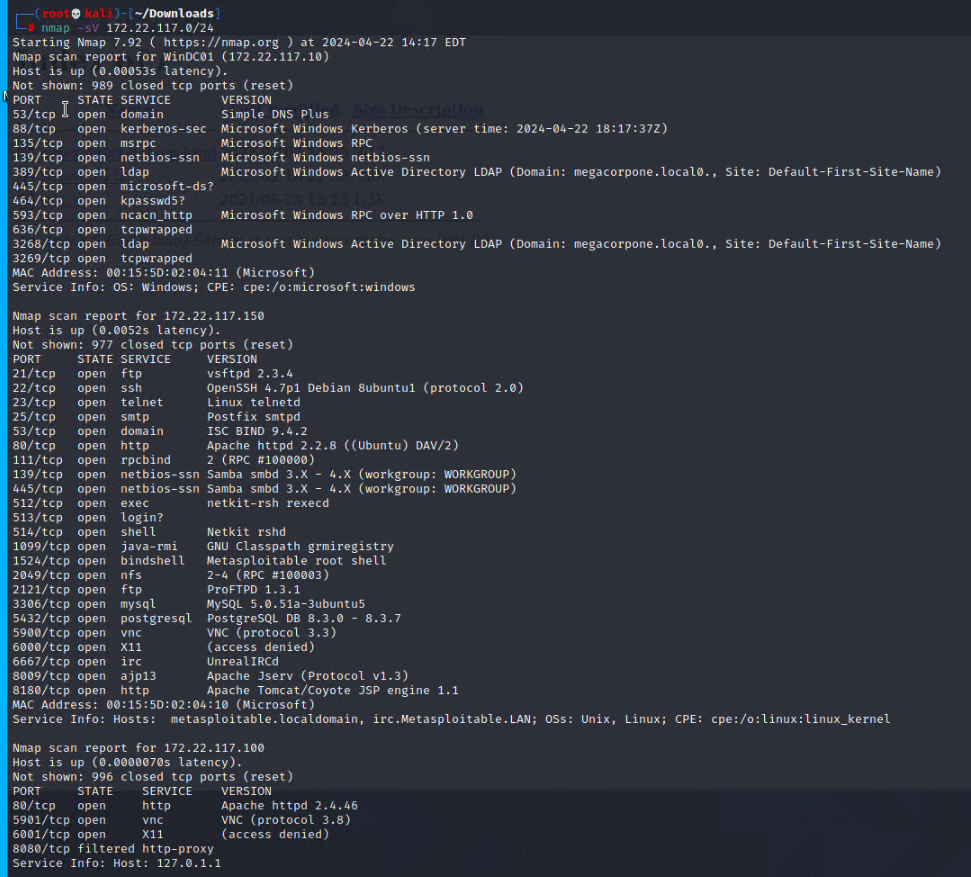 ┌──(root💀kali)-[~/Downloads]
└─# nmap -sV 172.22.117.0/24
Starting Nmap 7.92 ( https://nmap.org ) at 2024-04-22 14:17 EDT
Nmap scan report for WinDC01 (172.22.117.10)
Host is up (0.00053s latency).
Not shown: 989 closed tcp ports (reset)
PORT     STATE SERVICE       VERSION
53/tcp   open  domain        Simple DNS Plus
88/tcp   open  kerberos-sec  Microsoft Windows Kerberos (server time: 2024-04-22 18:17:37Z)
135/tcp  open  msrpc         Microsoft Windows RPC
139/tcp  open  netbios-ssn   Microsoft Windows netbios-ssn
389/tcp  open  ldap          Microsoft Windows Active Directory LDAP (Domain: megacorpone.local0., Site: Default-First-Site-Name)
445/tcp  open  microsoft-ds?
464/tcp  open  kpasswd5?
593/tcp  open  ncacn_http    Microsoft Windows RPC over HTTP 1.0
636/tcp  open  tcpwrapped
3268/tcp open  ldap          Microsoft Windows Active Directory LDAP (Domain: megacorpone.local0., Site: Default-First-Site-Name)
3269/tcp open  tcpwrapped
MAC Address: 00:15:5D:02:04:11 (Microsoft)
Service Info: OS: Windows; CPE: cpe:/o:microsoft:windows

Nmap scan report for 172.22.117.150
Host is up (0.0052s latency).
Not shown: 977 closed tcp ports (reset)
PORT     STATE SERVICE     VERSION
21/tcp   open  ftp         vsftpd 2.3.4
22/tcp   open  ssh         OpenSSH 4.7p1 Debian 8ubuntu1 (protocol 2.0)
23/tcp   open  telnet      Linux telnetd
25/tcp   open  smtp        Postfix smtpd
53/tcp   open  domain      ISC BIND 9.4.2
80/tcp   open  http        Apache httpd 2.2.8 ((Ubuntu) DAV/2)
111/tcp  open  rpcbind     2 (RPC #100000)
139/tcp  open  netbios-ssn Samba smbd 3.X - 4.X (workgroup: WORKGROUP)
445/tcp  open  netbios-ssn Samba smbd 3.X - 4.X (workgroup: WORKGROUP)
512/tcp  open  exec        netkit-rsh rexecd
513/tcp  open  login?
514/tcp  open  shell       Netkit rshd
1099/tcp open  java-rmi    GNU Classpath grmiregistry
1524/tcp open  bindshell   Metasploitable root shell
2049/tcp open  nfs         2-4 (RPC #100003)
2121/tcp open  ftp         ProFTPD 1.3.1
3306/tcp open  mysql       MySQL 5.0.51a-3ubuntu5
5432/tcp open  postgresql  PostgreSQL DB 8.3.0 - 8.3.7
5900/tcp open  vnc         VNC (protocol 3.3)
6000/tcp open  X11         (access denied)
6667/tcp open  irc         UnrealIRCd
8009/tcp open  ajp13       Apache Jserv (Protocol v1.3)
8180/tcp open  http        Apache Tomcat/Coyote JSP engine 1.1
MAC Address: 00:15:5D:02:04:10 (Microsoft)
Service Info: Hosts:  metasploitable.localdomain, irc.Metasploitable.LAN; OSs: Unix, Linux; CPE: cpe:/o:linux:linux_kernel

Nmap scan report for 172.22.117.100
Host is up (0.0000070s latency).
Not shown: 996 closed tcp ports (reset)
PORT     STATE    SERVICE    VERSION
80/tcp   open     http       Apache httpd 2.4.46
5901/tcp open     vnc        VNC (protocol 3.8)
6001/tcp open     X11        (access denied)
8080/tcp filtered http-proxy
Service Info: Host: 127.0.1.1